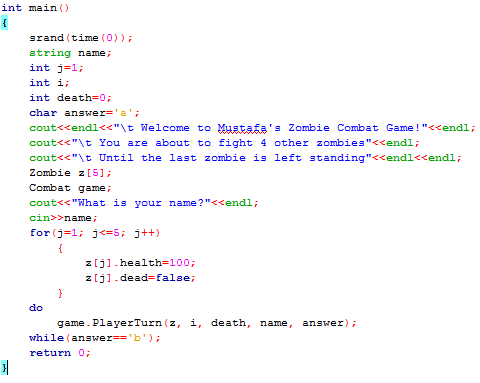 int main()
{
srand(time(0));
string name;
int j=1;
int i;
int death=0;
char answer='a';
cout<<endl<<"\t Welcome to Mustafa's Zombie Combat Game!"<<endl;
cout<<"\t You are about to fight 4 other zombies"<<endl;
cout<<"\t Until the last zombie is left standing"<<endl<<endl;
Zombie z[5];
Combat game;
cout<<"What is your name?"<<endl;
cin>>name;
for(j=1; j<=5; j++)
{
z[j].health=100;
z[j].dead=false;
}
do
game.PlayerTurn(z, i, death, name, answer);
while(answer=='b');
return 0;
}